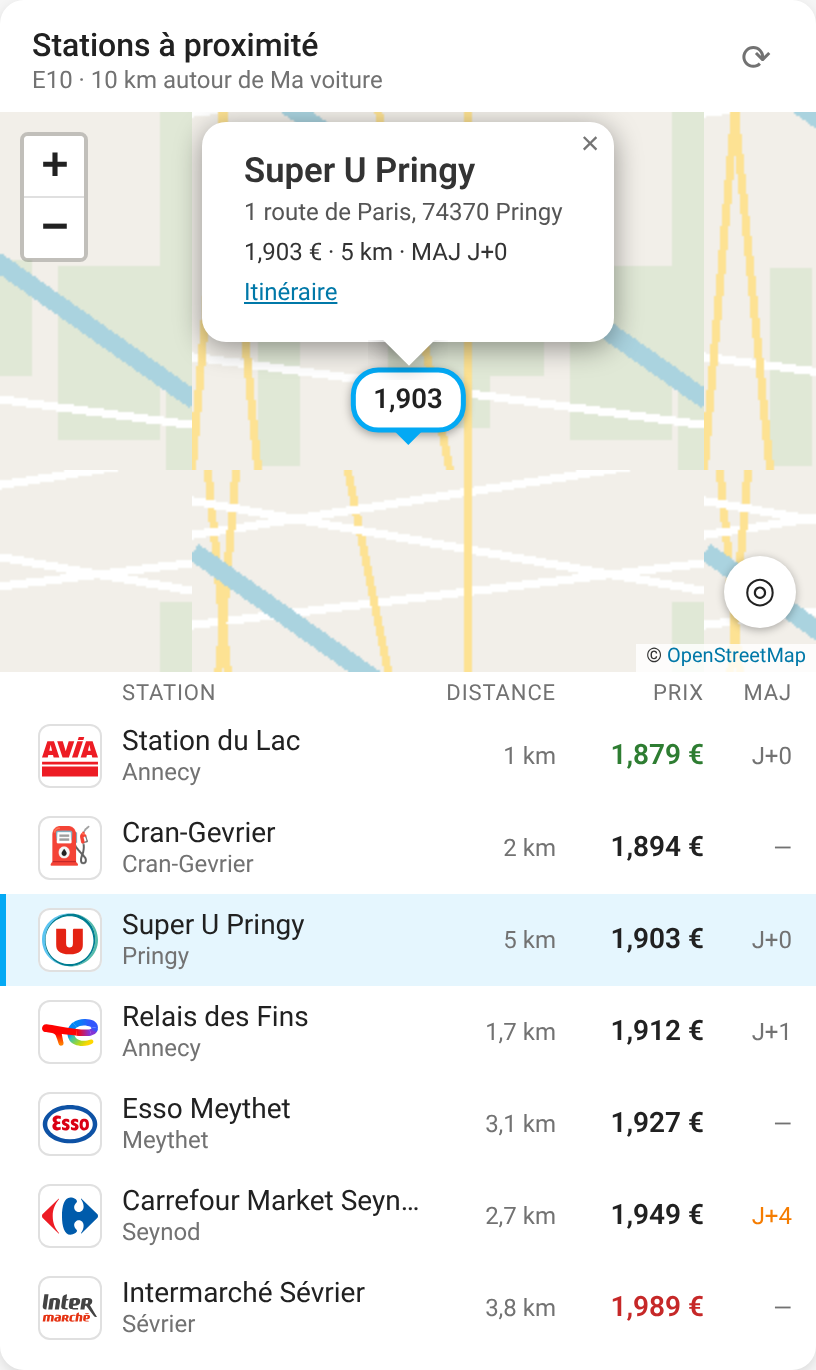 Stations à proximité
E10 · 10 km autour de Ma voiture
⟳
+
−
×
Super U Pringy
1 route de Paris, 74370 Pringy
1,903 € · 5 km · MAJ J+0
Itinéraire
1,903
© OpenStreetMap
STATION DISTANCE PRIX MAJ
AVIA Station du Lac 1 km 1,879 € J+0
Annecy
Cran-Gevrier 2 km 1,894 € —
Cran-Gevrier
U Super U Pringy 5 km 1,903 € J+0
Pringy
Relais des Fins 1,7 km 1,912 € J+1
Annecy
Esso Esso Meythet 3,1 km 1,927 € —
Meythet
Carrefour Market Seyn… 2,7 km 1,949 € J+4
Seynod
Inter Intermarché Sévrier 3,8 km 1,989 € —
marché Sévrier